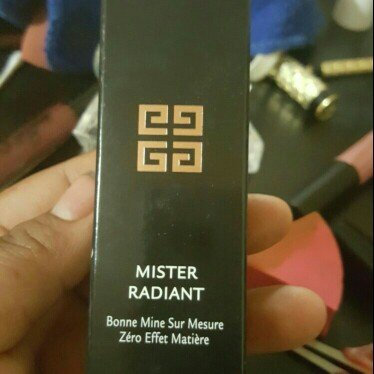 MISTER
RADIANT
Bonne Mine Sur Mesure
Zéro Effet Matière